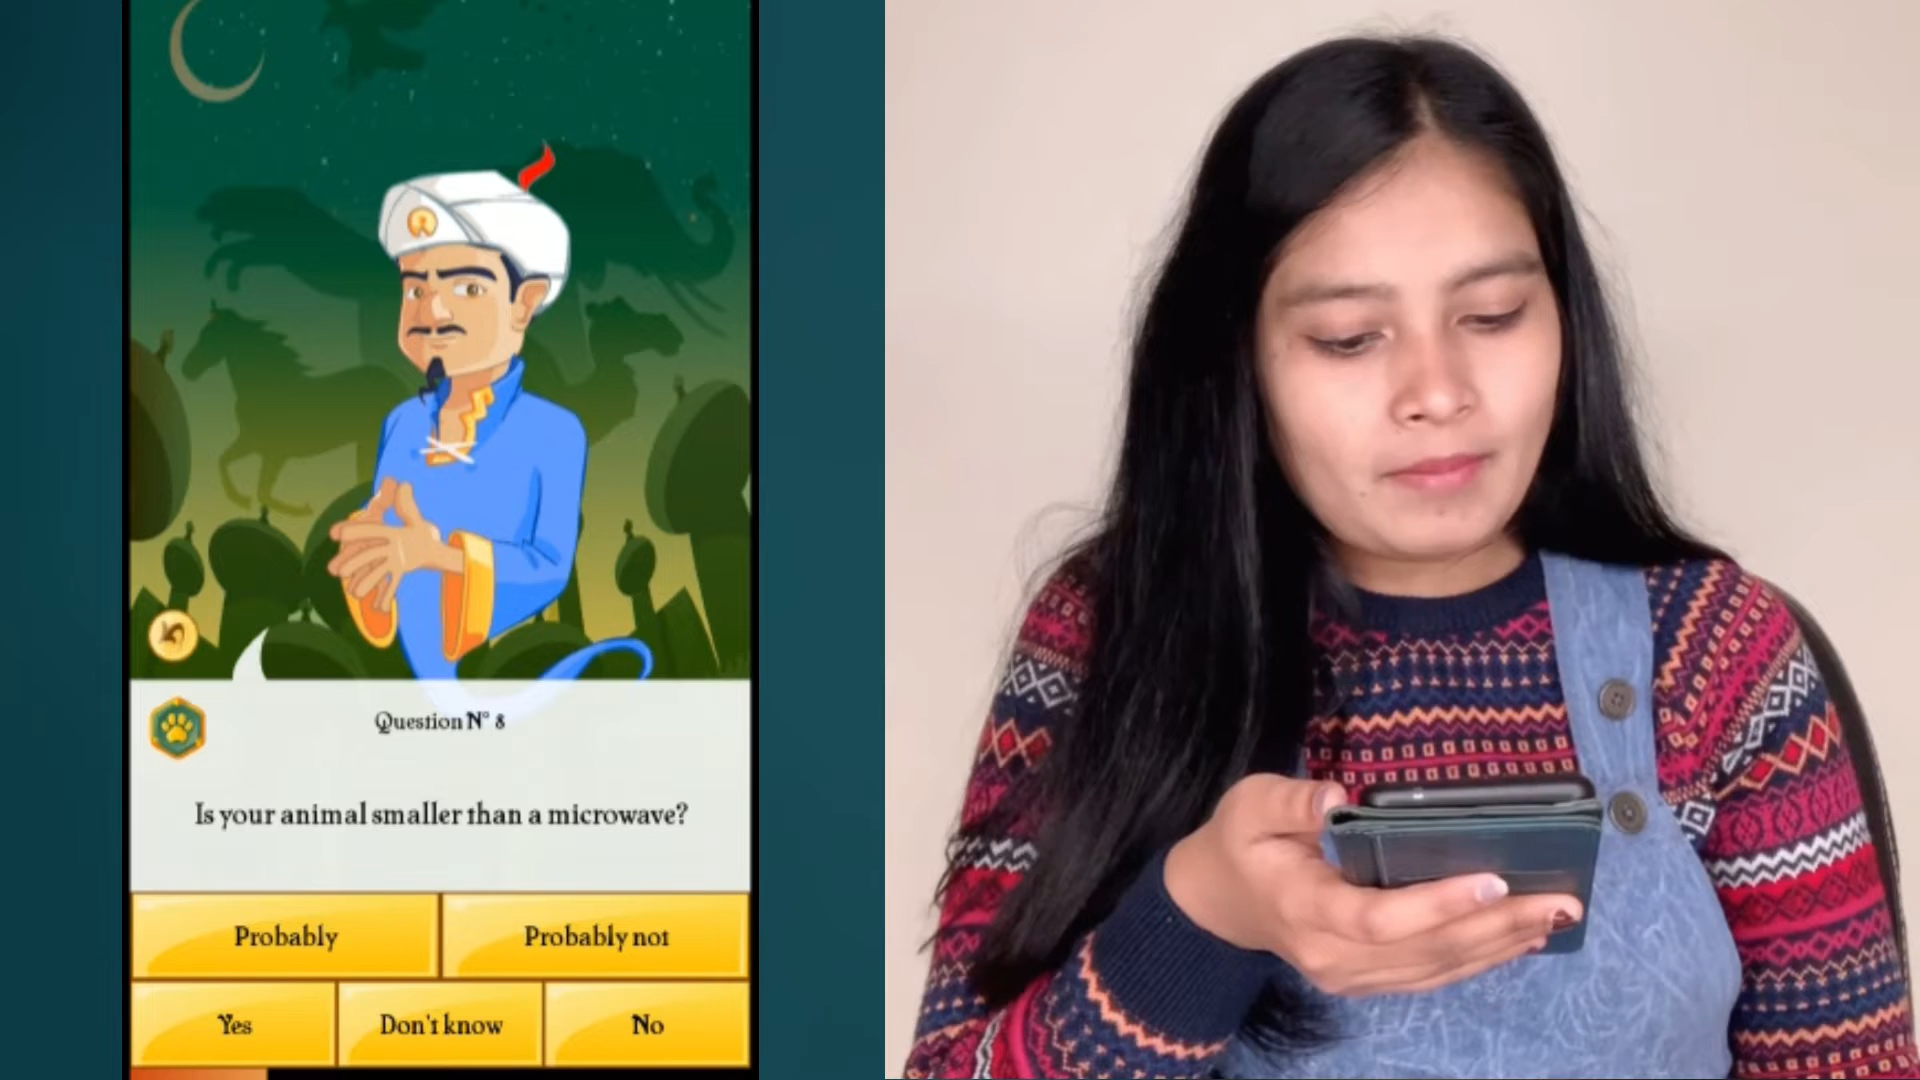 Question N° 8
Is your animal smaller than a microwave?
Probably
Probably not
Yes
Don't know
No